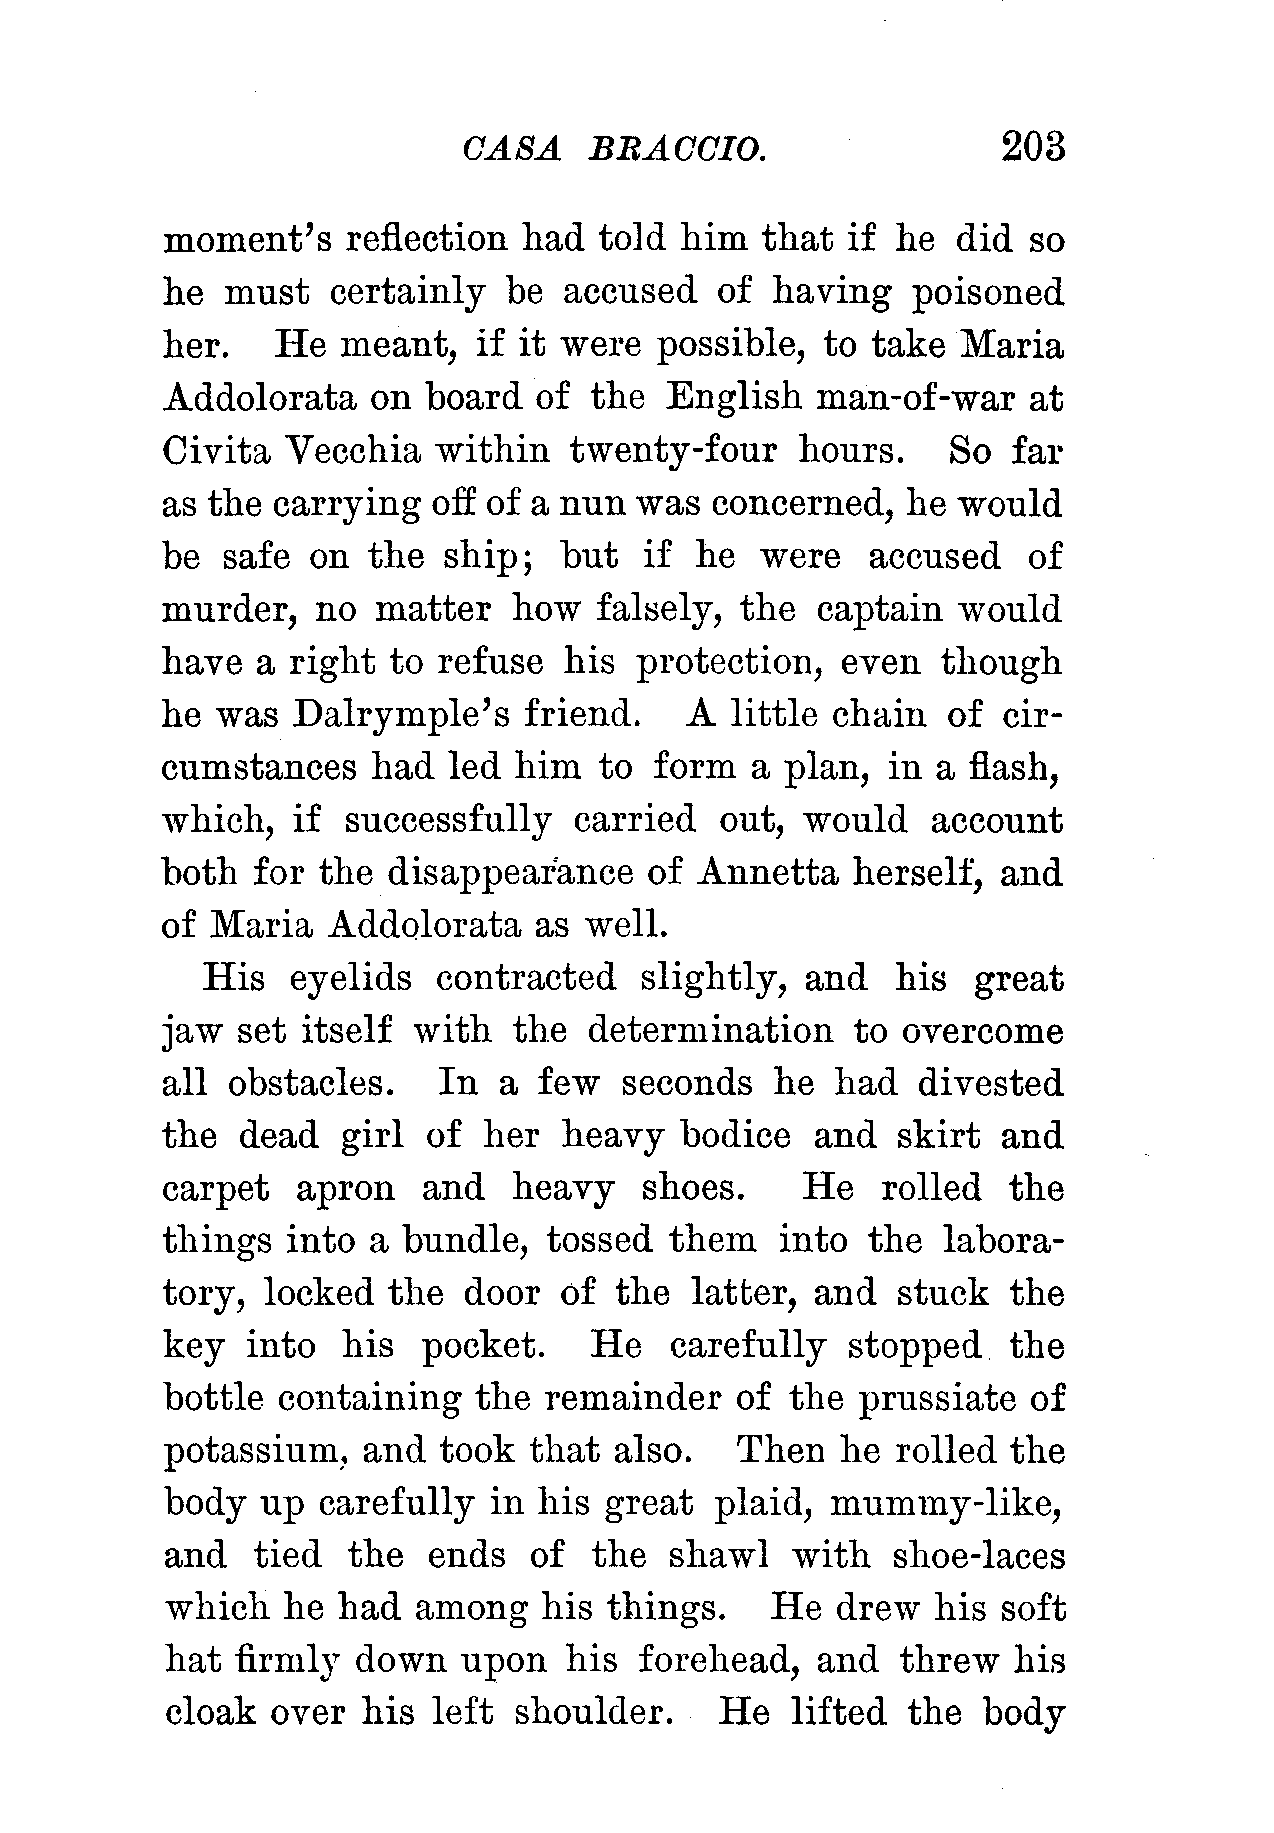 CASA BRACCIO. 203
moment's reflection had told him that if he did so
he must certainly be accused of having poisoned
her. He meant, if it were possible, to take Maria
Addolorata on board of the English man-of-war at
Civita Vecchia within twenty-four hours. So far
as the carrying off of a nun was concerned, he would
be safe on the ship; but if he were accused of
murder, no matter how falsely, the captain would
have a right to refuse his protection, even though
he was Dalrymple's friend. A little chain of cir-
cumstances had led him to form a plan, in a flash,
which, if successfully carried out, would account
both for the disappearance of Annetta herself, and
of Maria Addolorata as well.
His eyelids contracted slightly, and his great
jaw set itself with the determination to overcome
all obstacles. In a few seconds he had divested
the dead girl of her heavy bodice and skirt and
carpet apron and heavy shoes. He rolled the
things into a bundle, tossed them into the labora-
tory, locked the door of the latter, and stuck the
key into his pocket. He carefully stopped the
bottle containing the remainder of the prussiate of
potassium, and took that also. Then he rolled the
body up carefully in his great plaid, mummy-like,
and tied the ends of the shawl with shoe-laces
which he had among his things. He drew his soft
hat firmly down upon his forehead, and threw his
cloak over his left shoulder. He lifted the body